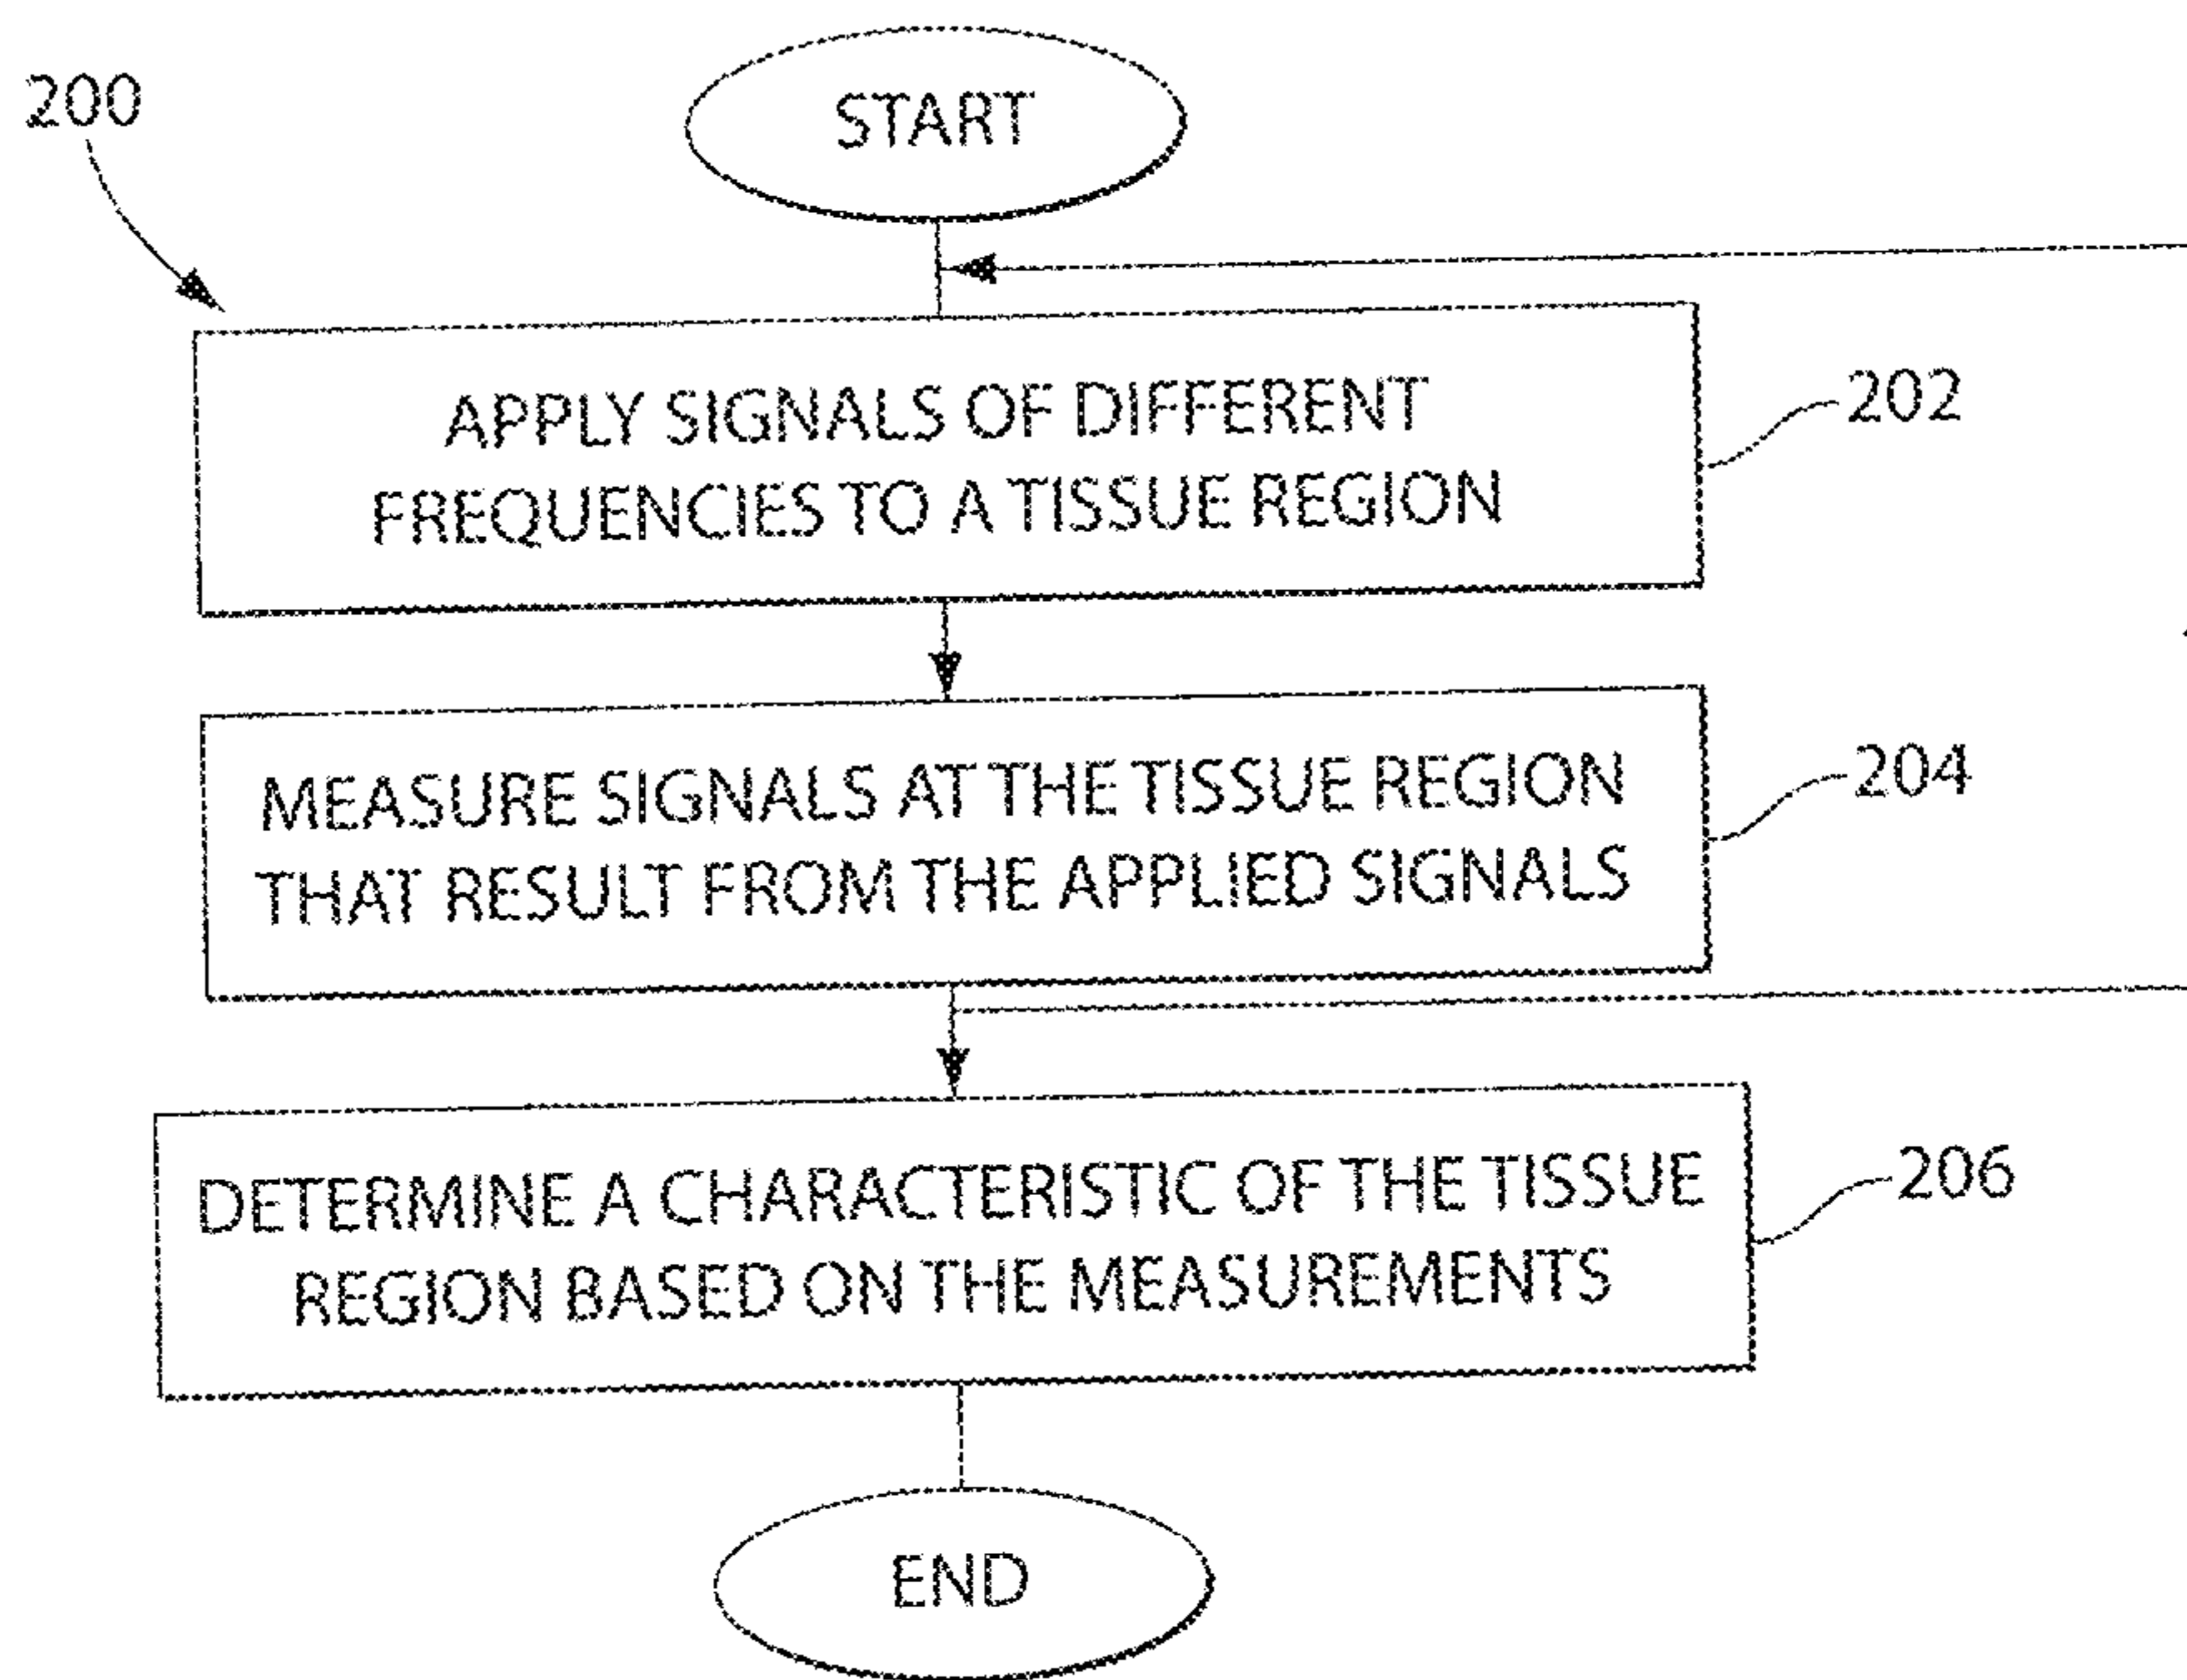 200
START
APPLY SIGNALS OF DIFFERENT
FREQUENCIES TO A TISSUE REGION
202
MEASURE SIGNALS AT THE TISSUE REGION
THAT RESULT FROM THE APPLIED SIGNALS
204
DETERMINE A CHARACTERISTIC OF THE TISSUE
REGION BASED ON THE MEASUREMENTS
206
END